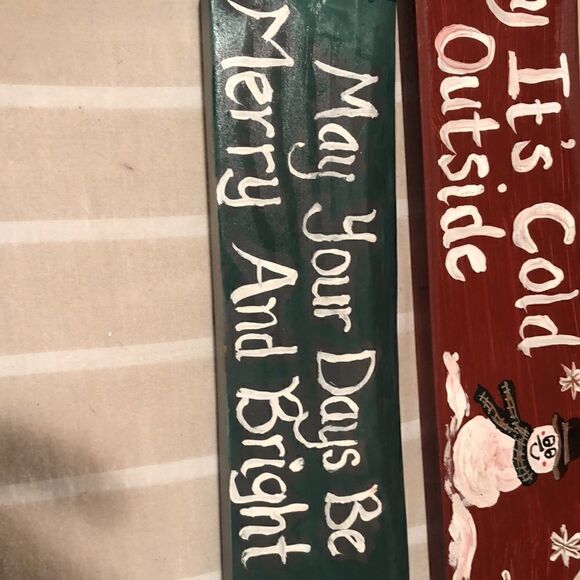 May Your Days Be
Merry And Bright
It's Cold
Outside